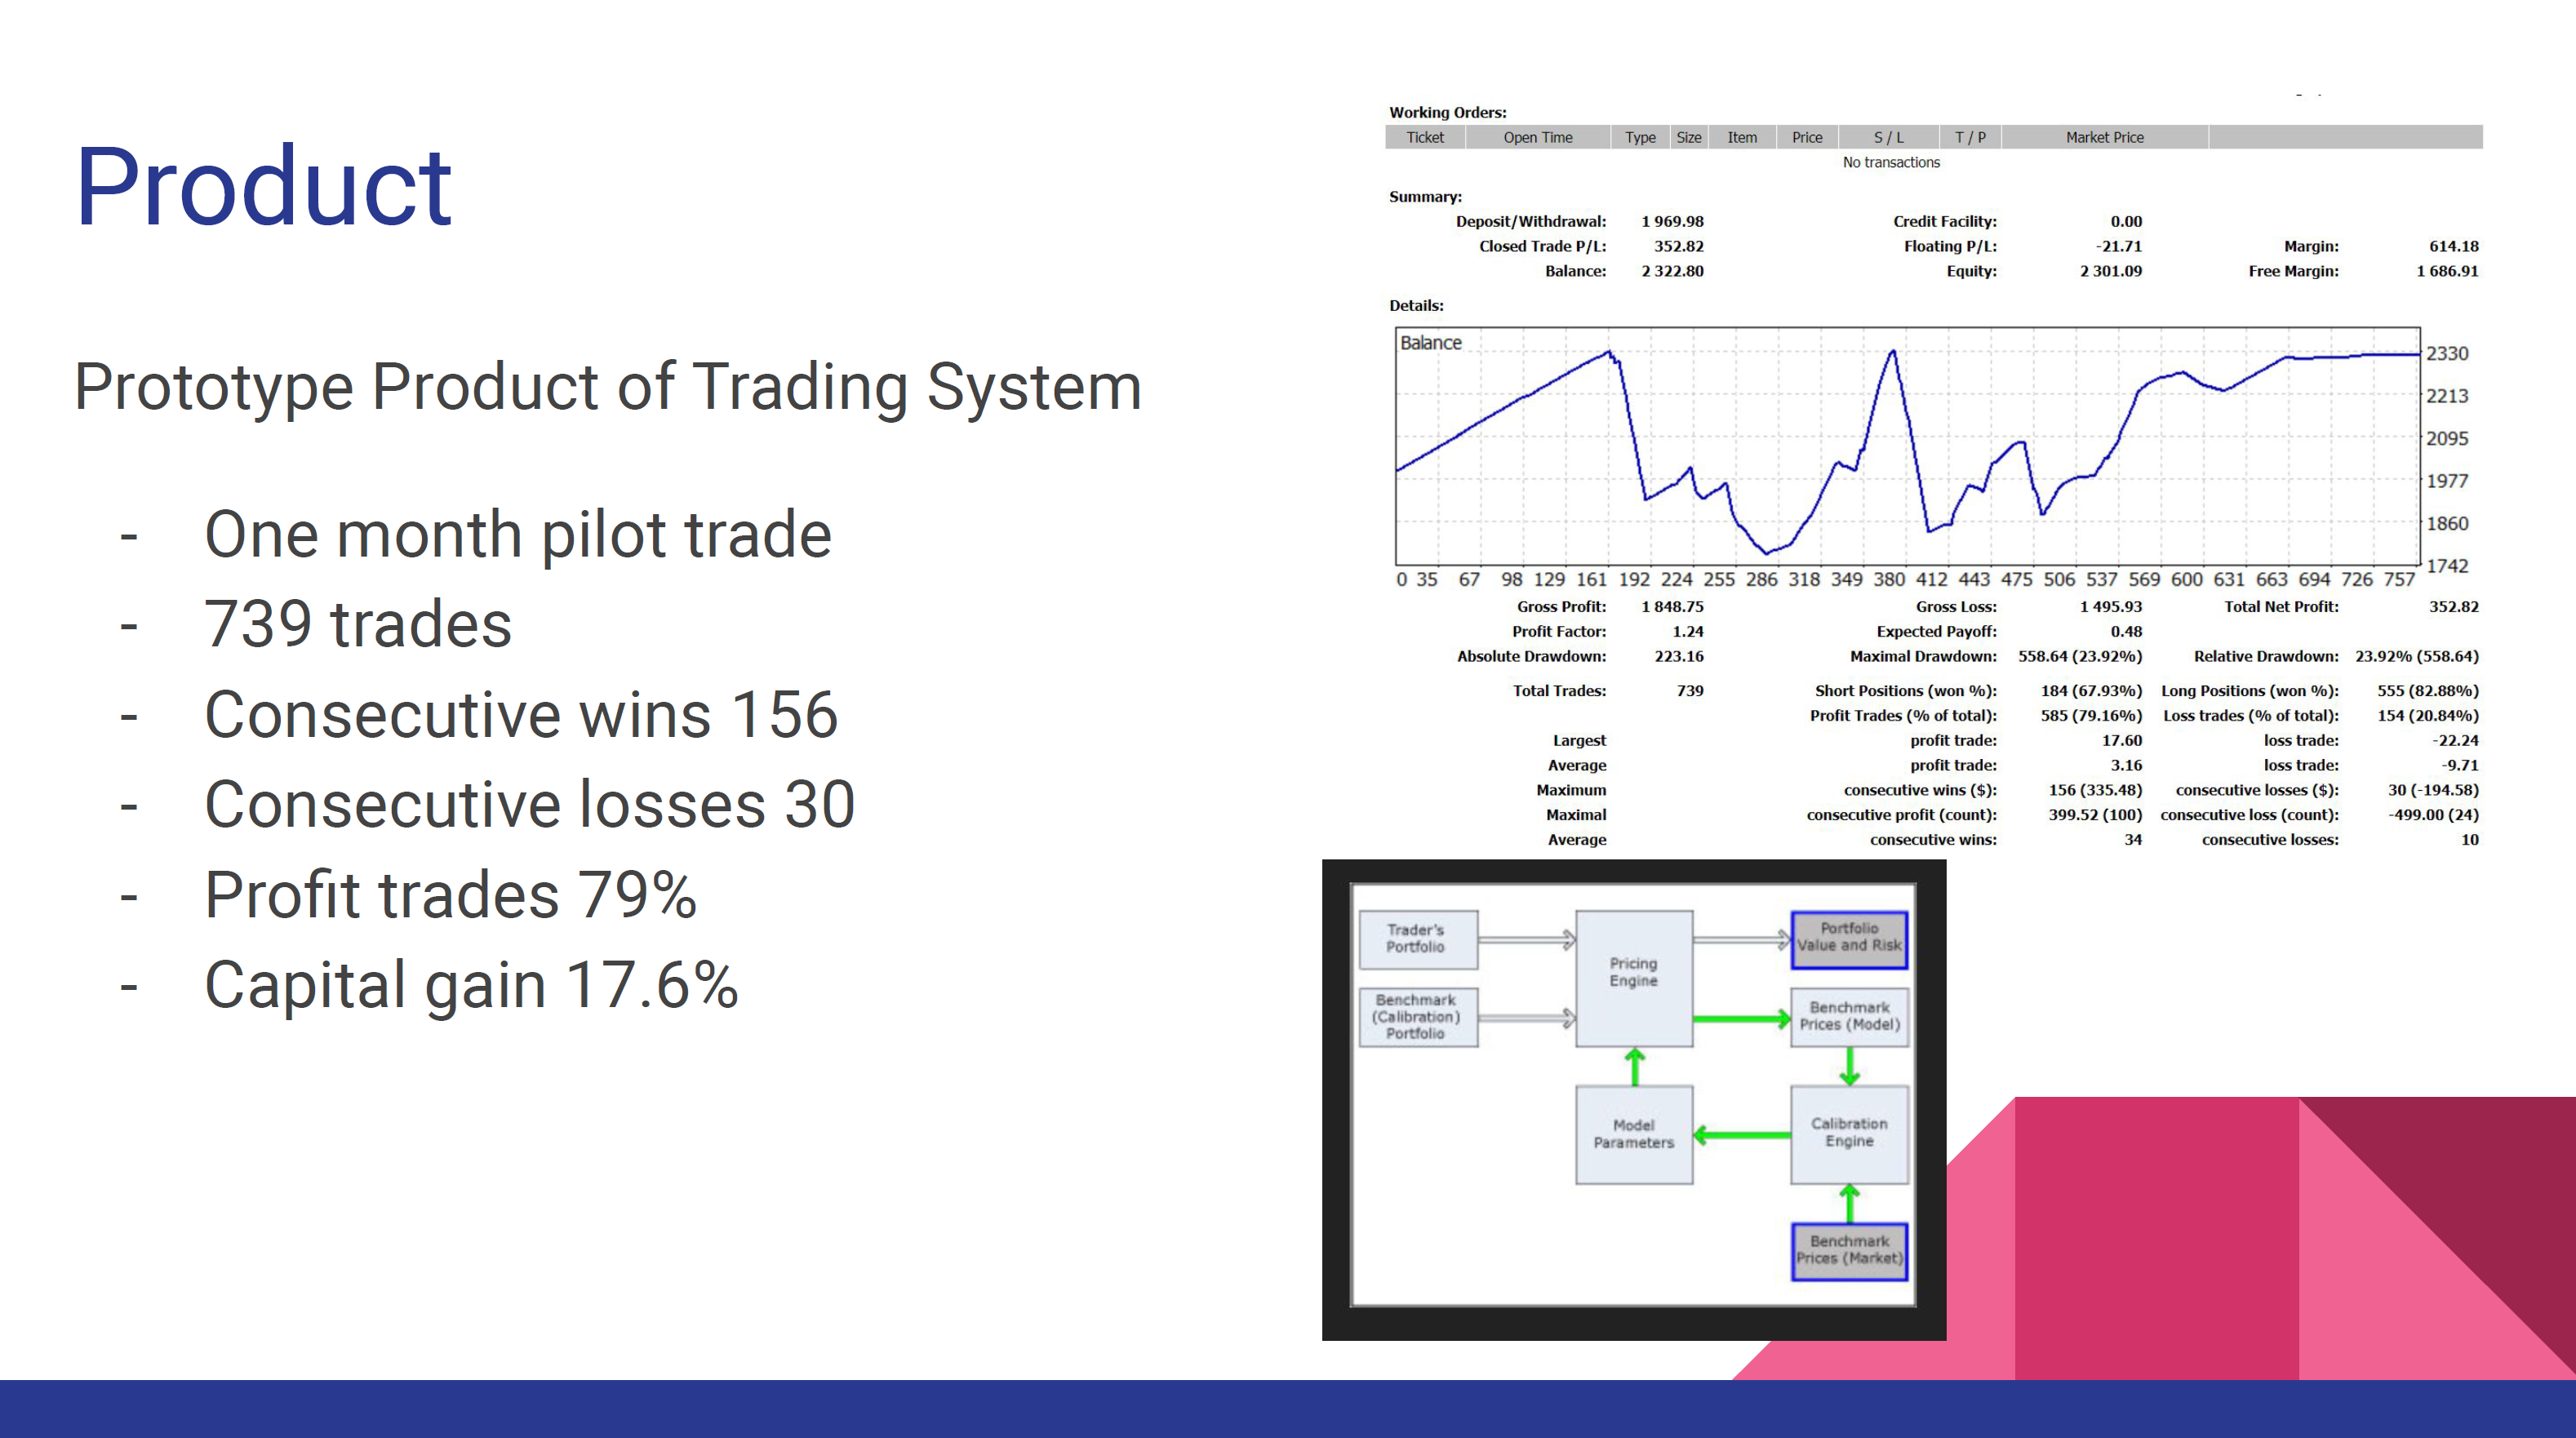 Product
Prototype Product of Trading System
- One month pilot trade
- 739 trades
- Consecutive wins 156
- Consecutive losses 30
- Profit trades 79%
- Capital gain 17.6%
Working Orders:
Ticket Open Time Type Size Item Price S / L T / P Market Price
No transactions
Summary:
Deposit/Withdrawal: 1 969.98 Credit Facility: 0.00
Closed Trade P/L: 352.82 Floating P/L: -21.71 Margin: 614.18
Balance: 2 322.80 Equity: 2 301.09 Free Margin: 1 686.91
Details:
Balance
2330
2213
2095
1977
1860
1742
0 35 67 98 129 161 192 224 255 286 318 349 380 412 443 475 506 537 569 600 631 663 694 726 757
Gross Profit: 1 848.75 Gross Loss: 1 495.93 Total Net Profit: 352.82
Profit Factor: 1.24 Expected Payoff: 0.48
Absolute Drawdown: 223.16 Maximal Drawdown: 558.64 (23.92%) Relative Drawdown: 23.92% (558.64)
Total Trades: 739 Short Positions (won %): 184 (67.93%) Long Positions (won %): 555 (82.88%)
Profit Trades (% of total): 585 (79.16%) Loss trades (% of total): 154 (20.84%)
Largest profit trade: 17.60 loss trade: -22.24
Average profit trade: 3.16 loss trade: -9.71
Maximum consecutive wins ($): 156 (335.48) consecutive losses ($): 30 (-194.58)
Maximal consecutive profit (count): 399.52 (100) consecutive loss (count): -499.00 (24)
Average consecutive wins: 34 consecutive losses: 10
Trader's
Portfolio
Pricing
Engine
Portfolio
Value and Risk
Benchmark
(Calibration)
Portfolio
Benchmark
Prices (Model)
Model
Parameters
Calibration
Engine
Benchmark
Prices (Market)